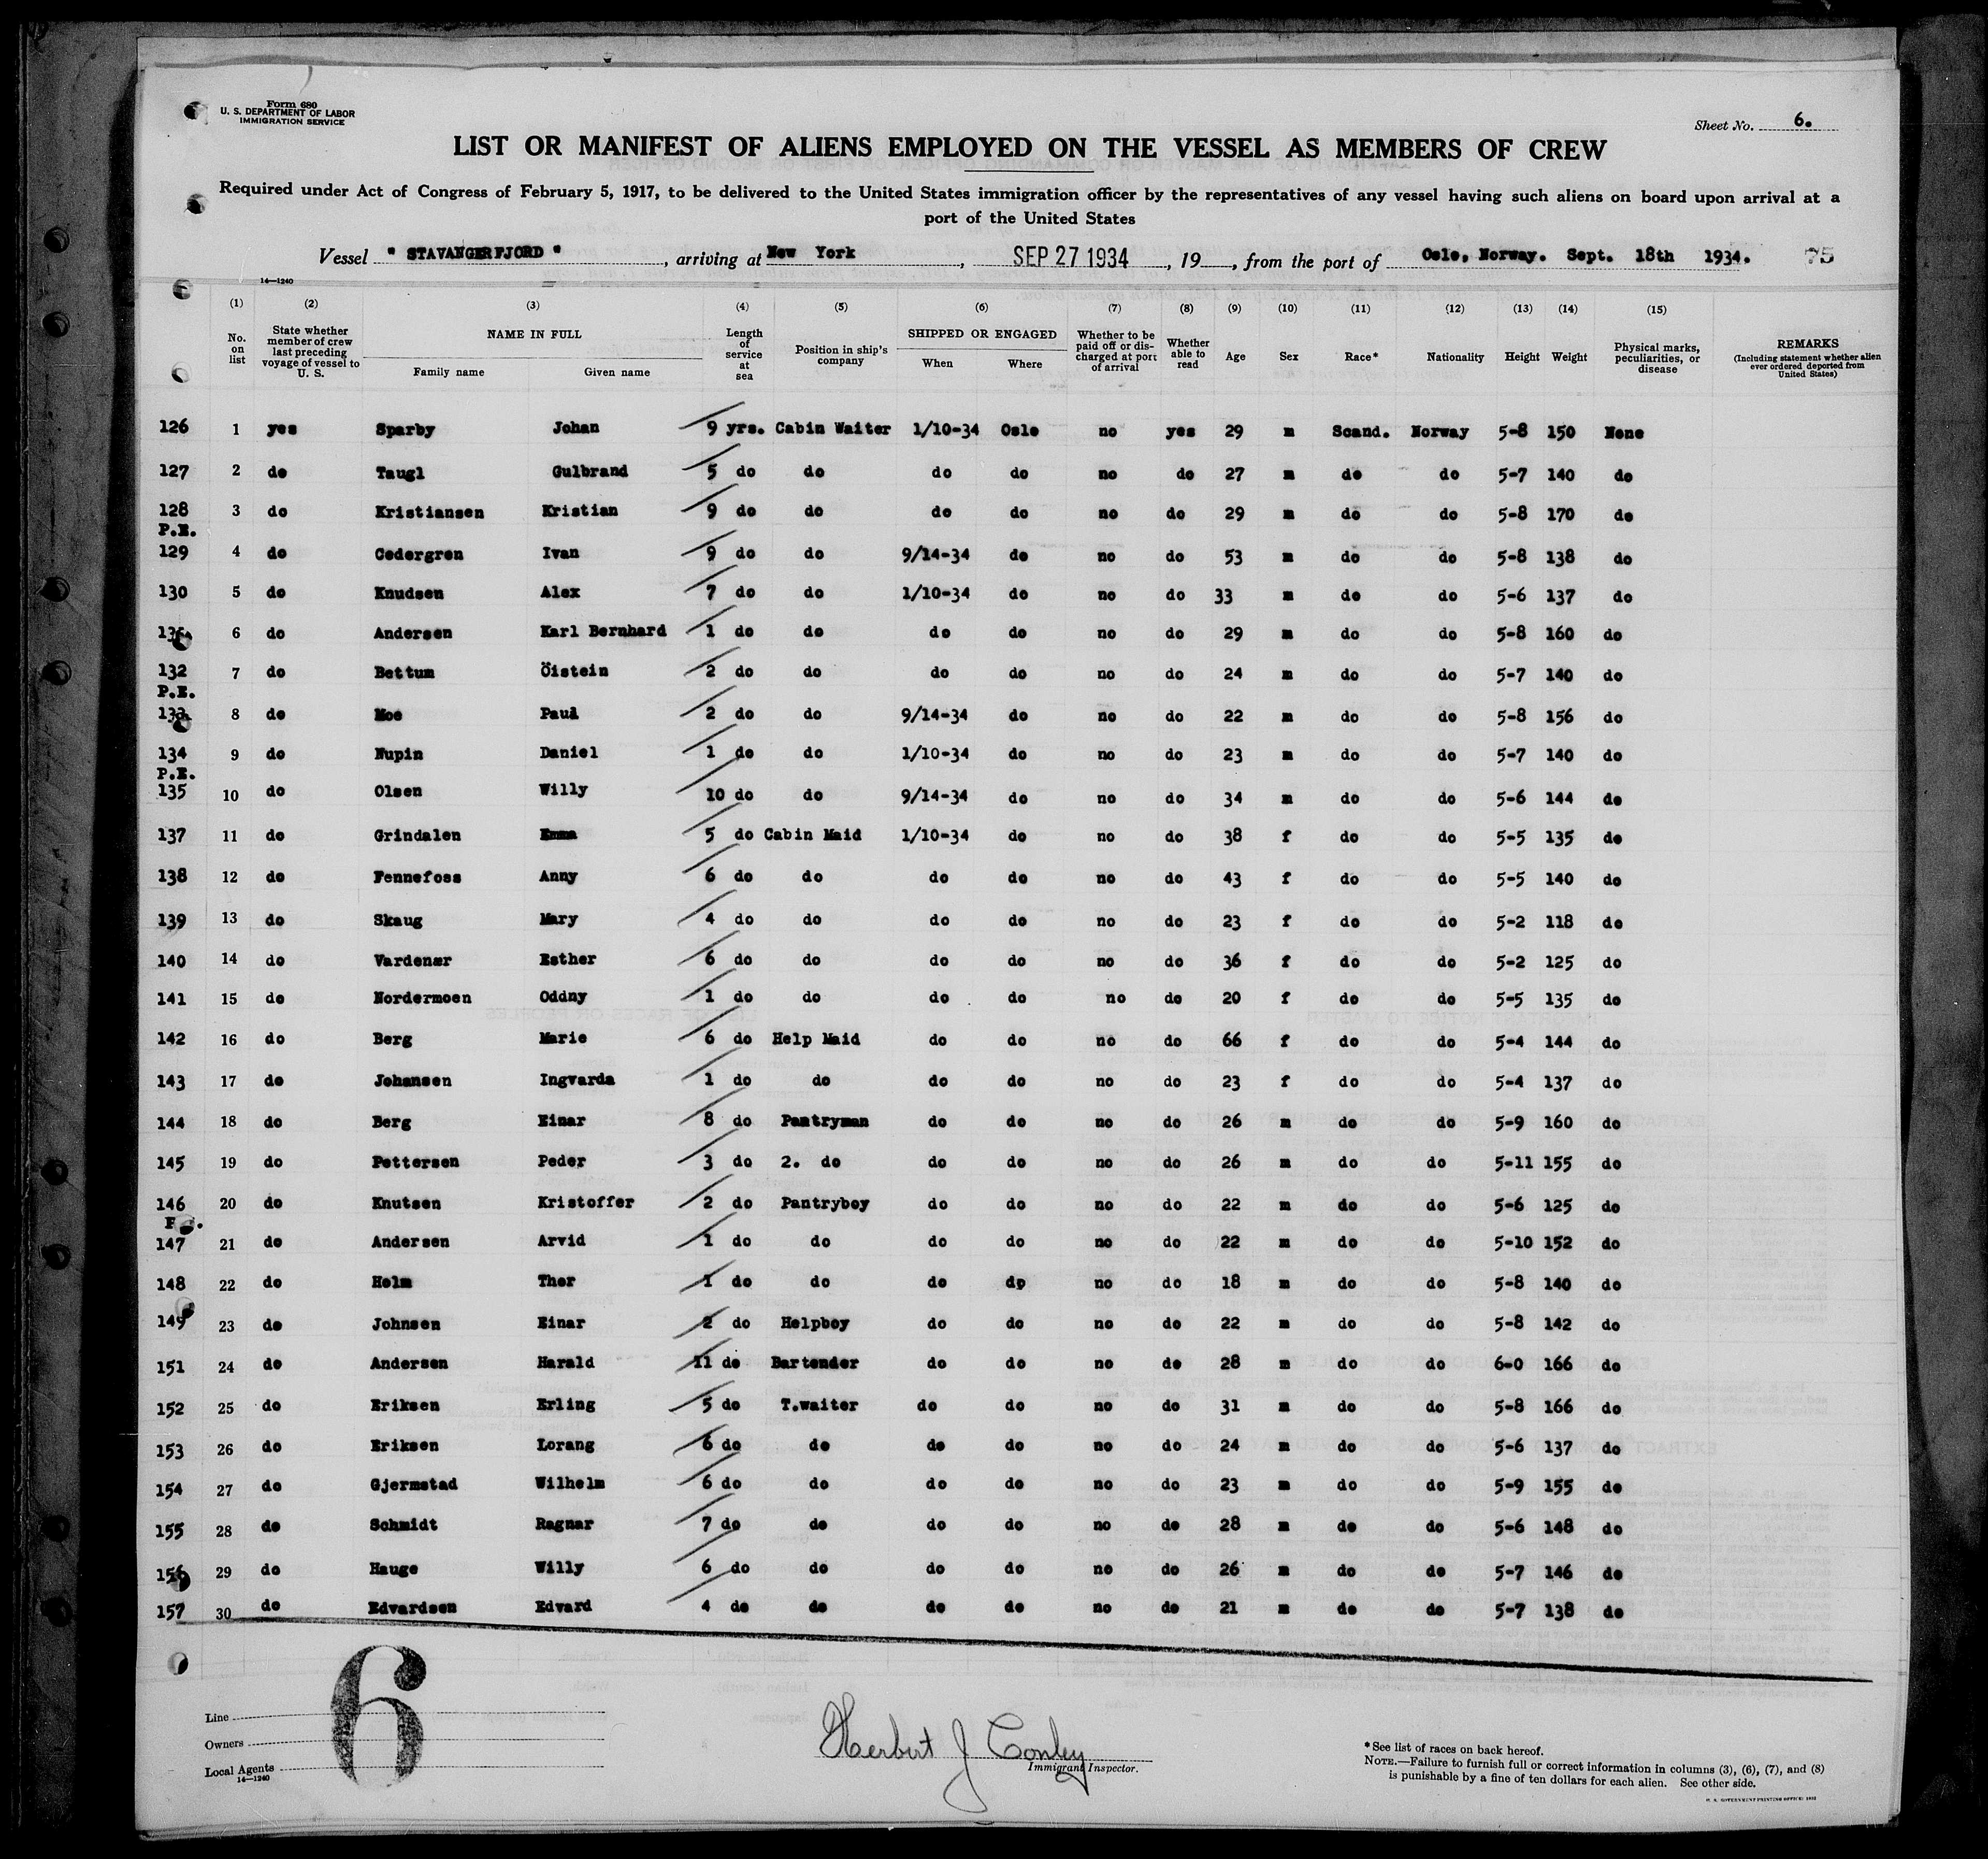 Form 680
U. S. DEPARTMENT OF LABOR
IMMIGRATION SERVICE
Sheet No. 6.
LIST OR MANIFEST OF ALIENS EMPLOYED ON THE VESSEL AS MEMBERS OF CREW
Required under Act of Congress of February 5, 1917, to be delivered to the United States immigration officer by the representatives of any vessel having such aliens on board upon arrival at a
port of the United States
Vessel " STAVANGERFJORD ", arriving at New York, SEP 27 1934, 19, from the port of Oslo, Norway. Sept. 18th 1934. 75
14—1240
(1) (2) (3) (4) (5) (6) (7) (8) (9) (10) (11) (12) (13) (14) (15)
No. on list State whether member of crew last preceding voyage of vessel to U. S. NAME IN FULL Family name Given name Length of service at sea Position in ship's company SHIPPED OR ENGAGED When Where Whether to be paid off or discharged at port of arrival Whether able to read Age Sex Race* Nationality Height Weight Physical marks, peculiarities, or disease REMARKS (Including statement whether alien ever ordered deported from United States)
126 1 yes Sparby Johan 9 yrs. Cabin Waiter 1/10-34 Oslo no yes 29 m Scand. Norway 5-8 150 None
127 2 do Taugl Gulbrand 5 do do do do no do 27 m do do 5-7 140 do
128 3 do Kristiansen Kristian 9 do do do do no do 29 m do do 5-8 170 do
P.E.
129 4 do Cedergren Ivan 9 do do 9/14-34 do no do 53 m do do 5-8 138 do
130 5 do Knudsen Alex 7 do do 1/10-34 do no do 33 m do do 5-6 137 do
6 do Andersen Karl Bernhard 1 do do do do no do 29 m do do 5-8 160 do
132 7 do Bettum Öistein 2 do do do do no do 24 m do do 5-7 140 do
P.E.
133 8 do Moe Paul 2 do do 9/14-34 do no do 22 m do do 5-8 156 do
134 9 do Nupin Daniel 1 do do 1/10-34 do no do 23 m do do 5-7 140 do
P.E.
135 10 do Olsen Willy 10 do do 9/14-34 do no do 34 m do do 5-6 144 do
137 11 do Grindalen Emma 5 do Cabin Maid 1/10-34 do no do 38 f do do 5-5 135 do
138 12 do Fennefoss Anny 6 do do do do no do 43 f do do 5-5 140 do
139 13 do Skaug Mary 4 do do do do no do 23 f do do 5-2 118 do
140 14 do Vardenær Esther 6 do do do do no do 36 f do do 5-2 125 do
141 15 do Nordermoen Oddny 1 do do do do no do 20 f do do 5-5 135 do
142 16 do Berg Marie 6 do Help Maid do do no do 66 f do do 5-4 144 do
143 17 do Johansen Ingvarda 1 do do do do no do 23 f do do 5-4 137 do
144 18 do Berg Einar 8 do Pantryman do do no do 26 m do do 5-9 160 do
145 19 do Pettersen Peder 3 do 2. do do do no do 26 m do do 5-11 155 do
146 20 do Knutsen Kristoffer 2 do Pantryboy do do no do 22 m do do 5-6 125 do
147 21 do Andersen Arvid 1 do do do do no do 22 m do do 5-10 152 do
148 22 do Holm Thor 1 do do do do no do 18 m do do 5-8 140 do
149 23 do Johnsen Einar 2 do Helpboy do do no do 22 m do do 5-8 142 do
151 24 do Andersen Harald 11 do Bartender do do no do 28 m do do 6-0 166 do
152 25 do Eriksen Erling 5 do T.waiter do do no do 31 m do do 5-8 166 do
153 26 do Eriksen Lorang 6 do do do do no do 24 m do do 5-6 137 do
154 27 do Gjermstad Wilhelm 6 do do do do no do 23 m do do 5-9 155 do
155 28 do Schmidt Ragnar 7 do do do do no do 28 m do do 5-6 148 do
156 29 do Hauge Willy 6 do do do do no do 26 m do do 5-7 146 do
157 30 do Edvardsen Edvard 4 do do do do no do 21 m do do 5-7 138 do
6
Line
Owners
Local Agents
14—1240
Herbert J Conley
Immigrant Inspector.
*See list of races on back hereof.
NOTE.—Failure to furnish full or correct information in columns (3), (6), (7), and (8)
is punishable by a fine of ten dollars for each alien. See other side.